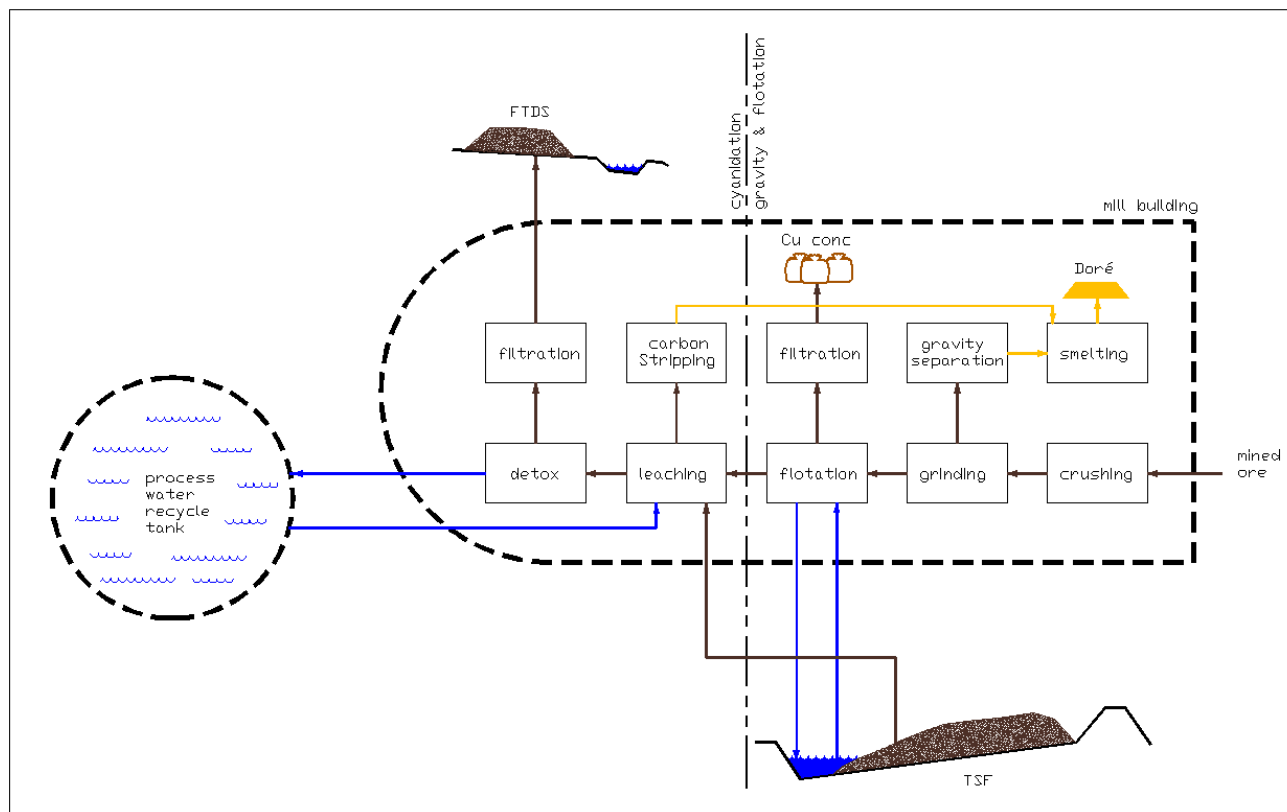 FTDS
cyanidation
gravity & flotation
mill building
Cu conc
Doré
filtration
carbon
Stripping
filtration
gravity
separation
smelting
process
water
recycle
tank
detox
leaching
flotation
grinding
crushing
mined
ore
TSF